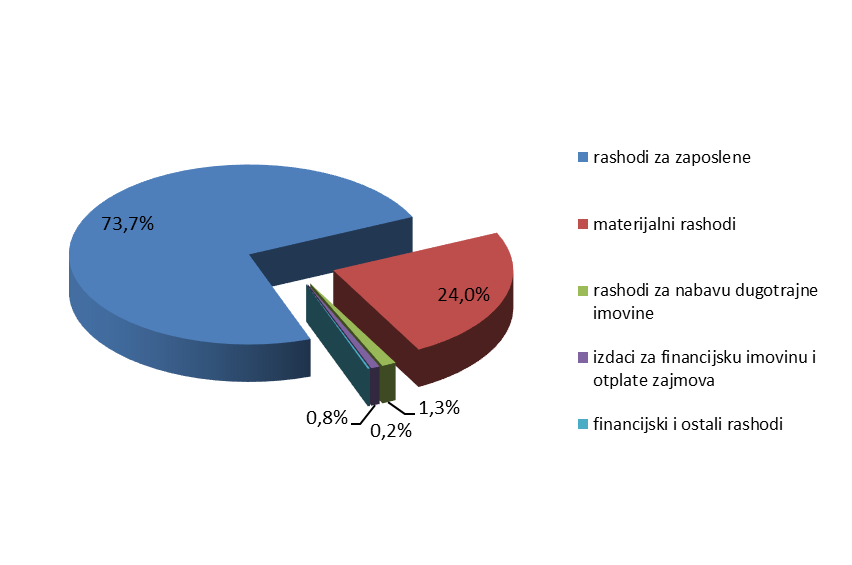 73,7%
24,0%
1,3%
0,8%
0,2%
rashodi za zaposlene
materijalni rashodi
rashodi za nabavu dugotrajne
imovine
izdaci za financijsku imovinu i
otplate zajmova
financijski i ostali rashodi